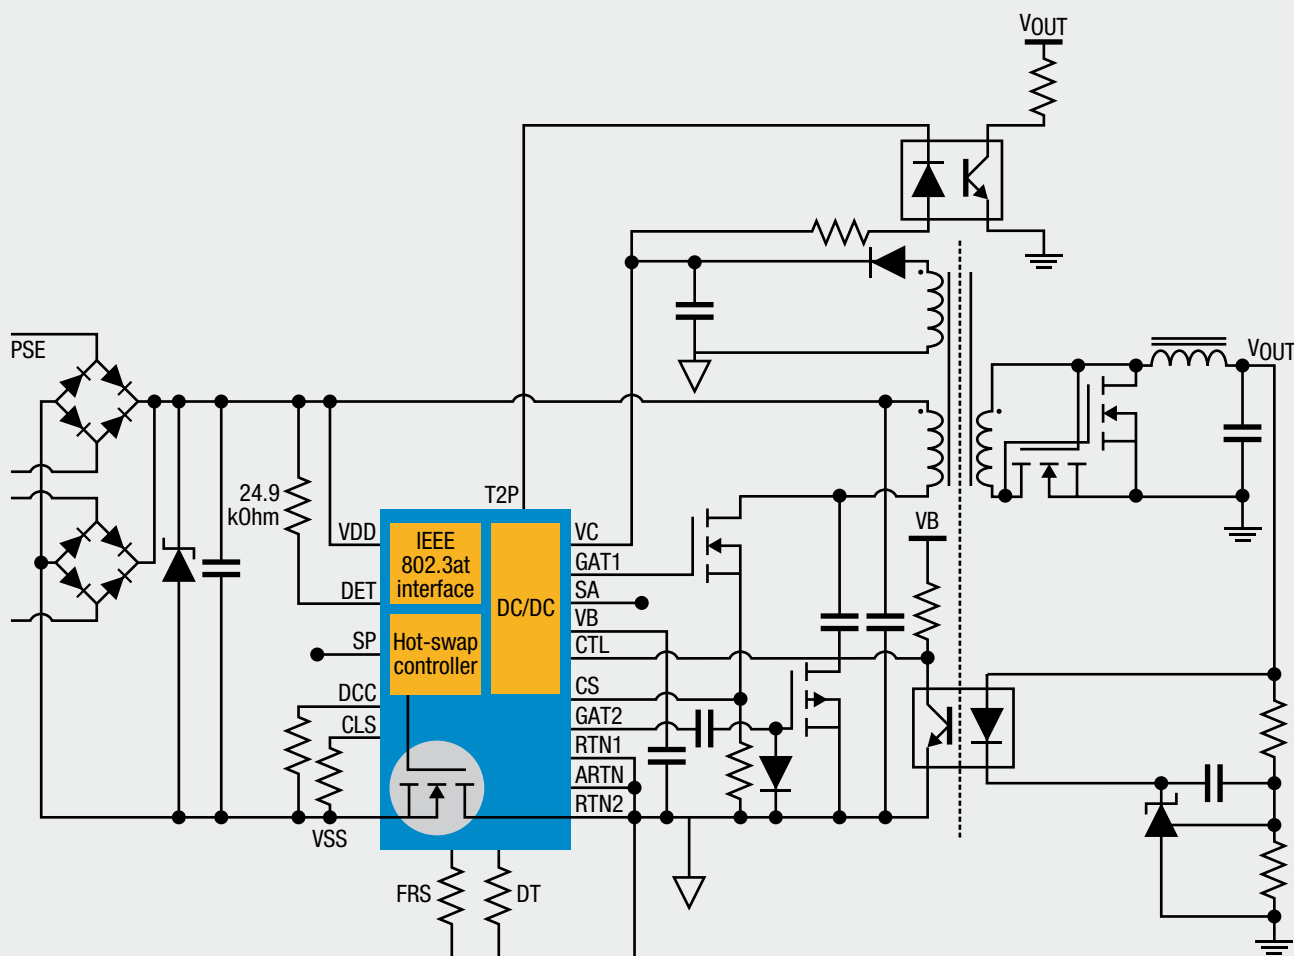 VOUT
PSE
VOUT
24.9
kOhm
T2P
VB
VDD
IEEE
802.3at
interface
DC/DC
VC
GAT1
DET
SA
VB
SP
Hot-swap
controller
CTL
DCC
CS
CLS
GAT2
RTN1
ARTN
RTN2
VSS
FRS
DT